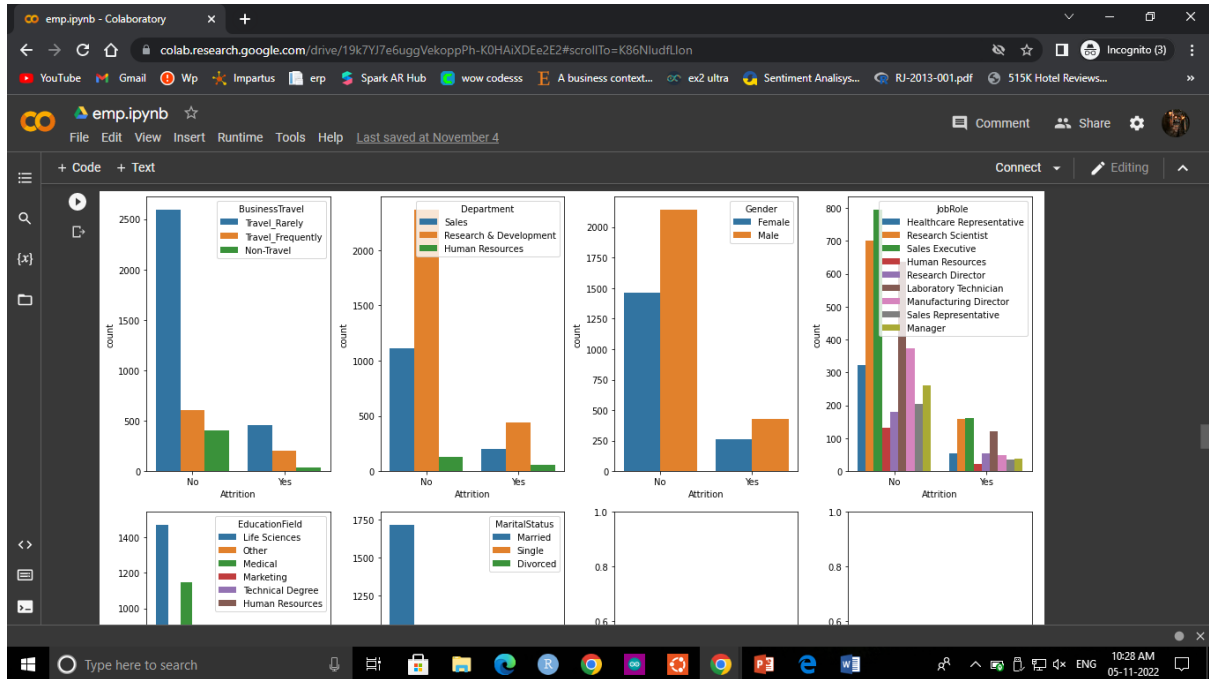 emp.ipynb - Colaboratory
colab.research.google.com/drive/19k7YJ7e6uggVekoppPh-K0HAiXDEe2E2#scrollTo=K86NludfLlon
Incognito (3)
YouTube Gmail Wp Impartus erp Spark AR Hub wow codesss A business context... ex2 ultra Sentiment Analisys... RJ-2013-001.pdf 515K Hotel Reviews... »
emp.ipynb
Comment Share
File Edit View Insert Runtime Tools Help Last saved at November 4
+ Code + Text
Connect Editing
{x}
BusinessTravel
Travel_Rarely
Travel_Frequently
Non-Travel
2500
2000
1500
1000
500
0
count
No Yes
Attrition
Department
Sales
Research & Development
Human Resources
2000
1500
1000
500
0
count
No Yes
Attrition
Gender
Female
Male
2000
1750
1500
1250
1000
750
500
250
0
count
No Yes
Attrition
JobRole
Healthcare Representative
Research Scientist
Sales Executive
Human Resources
Research Director
Laboratory Technician
Manufacturing Director
Sales Representative
Manager
800
700
600
500
400
300
200
100
0
count
No Yes
Attrition
EducationField
Life Sciences
Other
Medical
Marketing
Technical Degree
Human Resources
1400
1200
1000
MaritalStatus
Married
Single
Divorced
1750
1500
1250
1.0
0.8
0.6
1.0
0.8
0.6
Type here to search
ENG
10:28 AM
05-11-2022